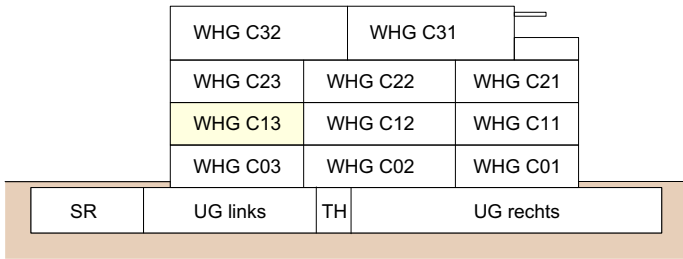 WHG C32 WHG C31
WHG C23 WHG C22 WHG C21
WHG C13 WHG C12 WHG C11
WHG C03 WHG C02 WHG C01
SR UG links TH UG rechts